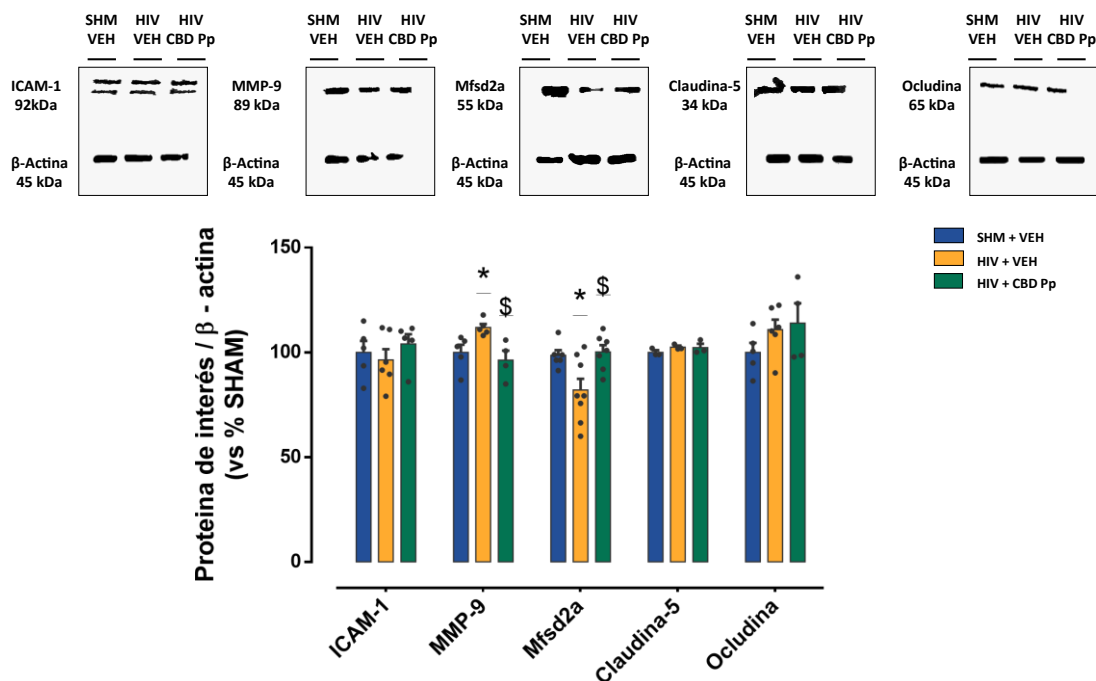 SHM HIV HIV
VEH VEH CBD Pp
ICAM-1
92kDa
β-Actina
45 kDa
SHM HIV HIV
VEH VEH CBD Pp
MMP-9
89 kDa
β-Actina
45 kDa
SHM HIV HIV
VEH VEH CBD Pp
Mfsd2a
55 kDa
β-Actina
45 kDa
SHM HIV HIV
VEH VEH CBD Pp
Claudina-5
34 kDa
β-Actina
45 kDa
SHM HIV HIV
VEH VEH CBD Pp
Ocludina
65 kDa
β-Actina
45 kDa
SHM + VEH
HIV + VEH
HIV + CBD Pp
Proteina de interés / β - actina
(vs % SHAM)
150
100
50
0
*
$
*
$
ICAM-1
MMP-9
Mfsd2a
Claudina-5
Ocludina